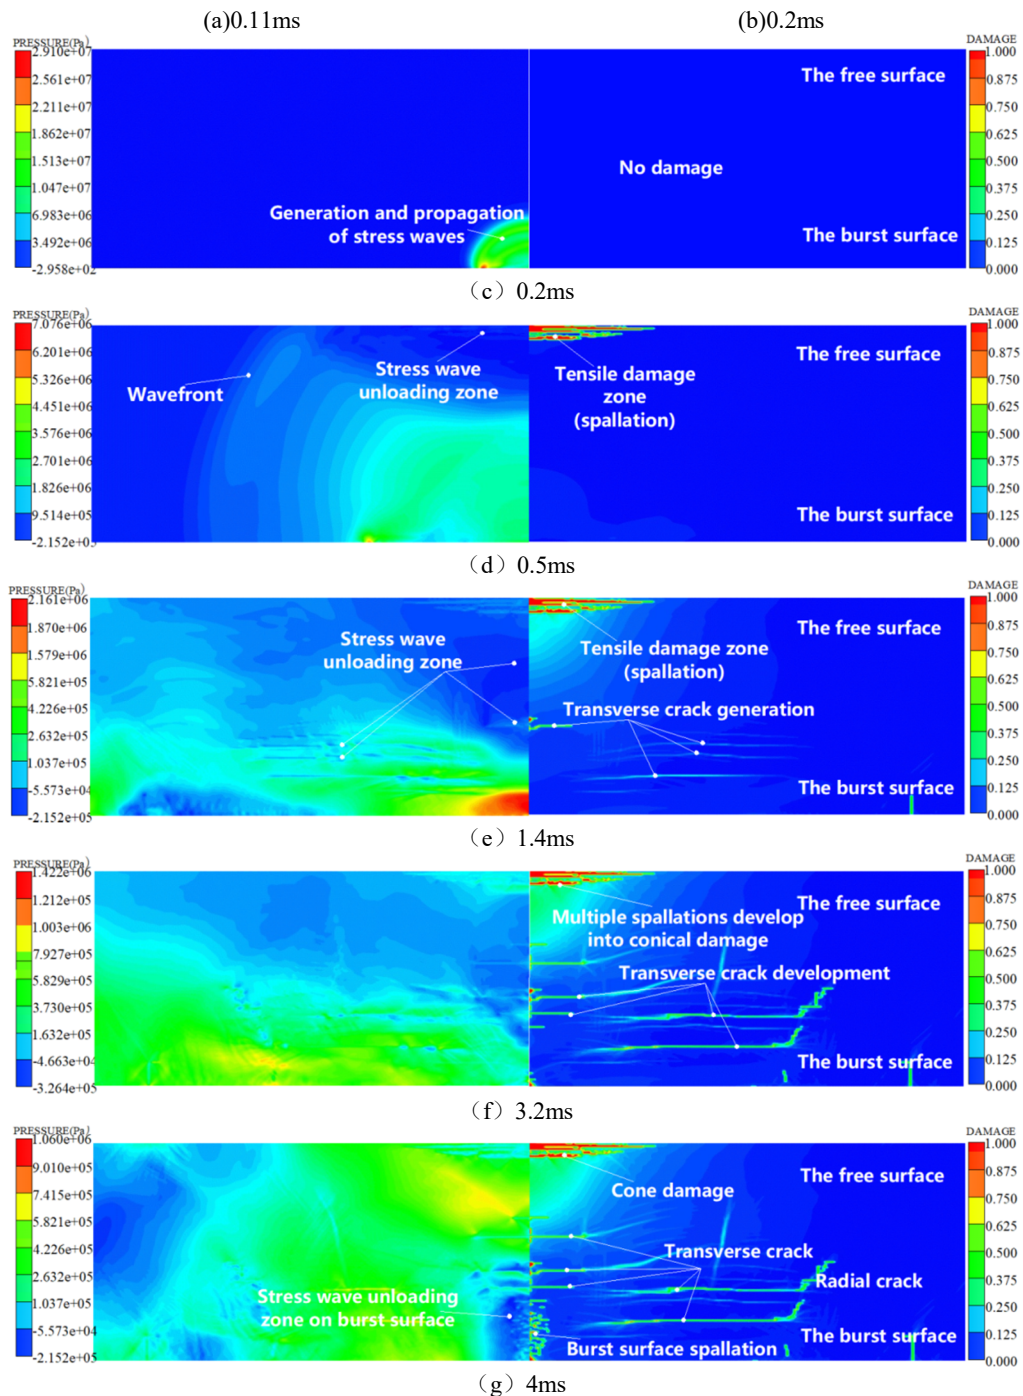 (a)0.11ms
(b)0.2ms
PRESSURE(Pa)
2.910e+07
2.561e+07
2.211e+07
1.862e+07
1.513e+07
1.047e+07
6.983e+06
3.492e+06
-2.958e+02
Generation and propagation
of stress waves
No damage
The free surface
The burst surface
DAMAGE
1.000
0.875
0.750
0.625
0.500
0.375
0.250
0.125
0.000
（c）0.2ms
PRESSURE(Pa)
7.076e+06
6.201e+06
5.326e+06
4.451e+06
3.576e+06
2.701e+06
1.826e+06
9.514e+05
-2.152e+05
Wavefront
Stress wave
unloading zone
Tensile damage
zone
(spallation)
The free surface
The burst surface
DAMAGE
1.000
0.875
0.750
0.625
0.500
0.375
0.250
0.125
0.000
（d）0.5ms
PRESSURE(Pa)
2.161e+06
1.870e+06
1.579e+06
5.821e+05
4.226e+05
2.632e+05
1.037e+05
-5.573e+04
-2.152e+05
Stress wave
unloading zone
Tensile damage zone
(spallation)
Transverse crack generation
The free surface
The burst surface
DAMAGE
1.000
0.875
0.750
0.625
0.500
0.375
0.250
0.125
0.000
（e）1.4ms
PRESSURE(Pa)
1.422e+06
1.212e+06
1.003e+06
7.927e+05
5.829e+05
3.730e+05
1.632e+05
-4.663e+04
-3.264e+05
Multiple spallations develop
into conical damage
Transverse crack development
The free surface
The burst surface
DAMAGE
1.000
0.875
0.750
0.625
0.500
0.375
0.250
0.125
0.000
（f）3.2ms
PRESSURE(Pa)
1.060e+06
9.010e+05
7.415e+05
5.821e+05
4.226e+05
2.632e+05
1.037e+05
-5.573e+04
-2.152e+05
Stress wave unloading
zone on burst surface
Cone damage
Transverse crack
Radial crack
Burst surface spallation
The free surface
The burst surface
DAMAGE
1.000
0.875
0.750
0.625
0.500
0.375
0.250
0.125
0.000
（g）4ms